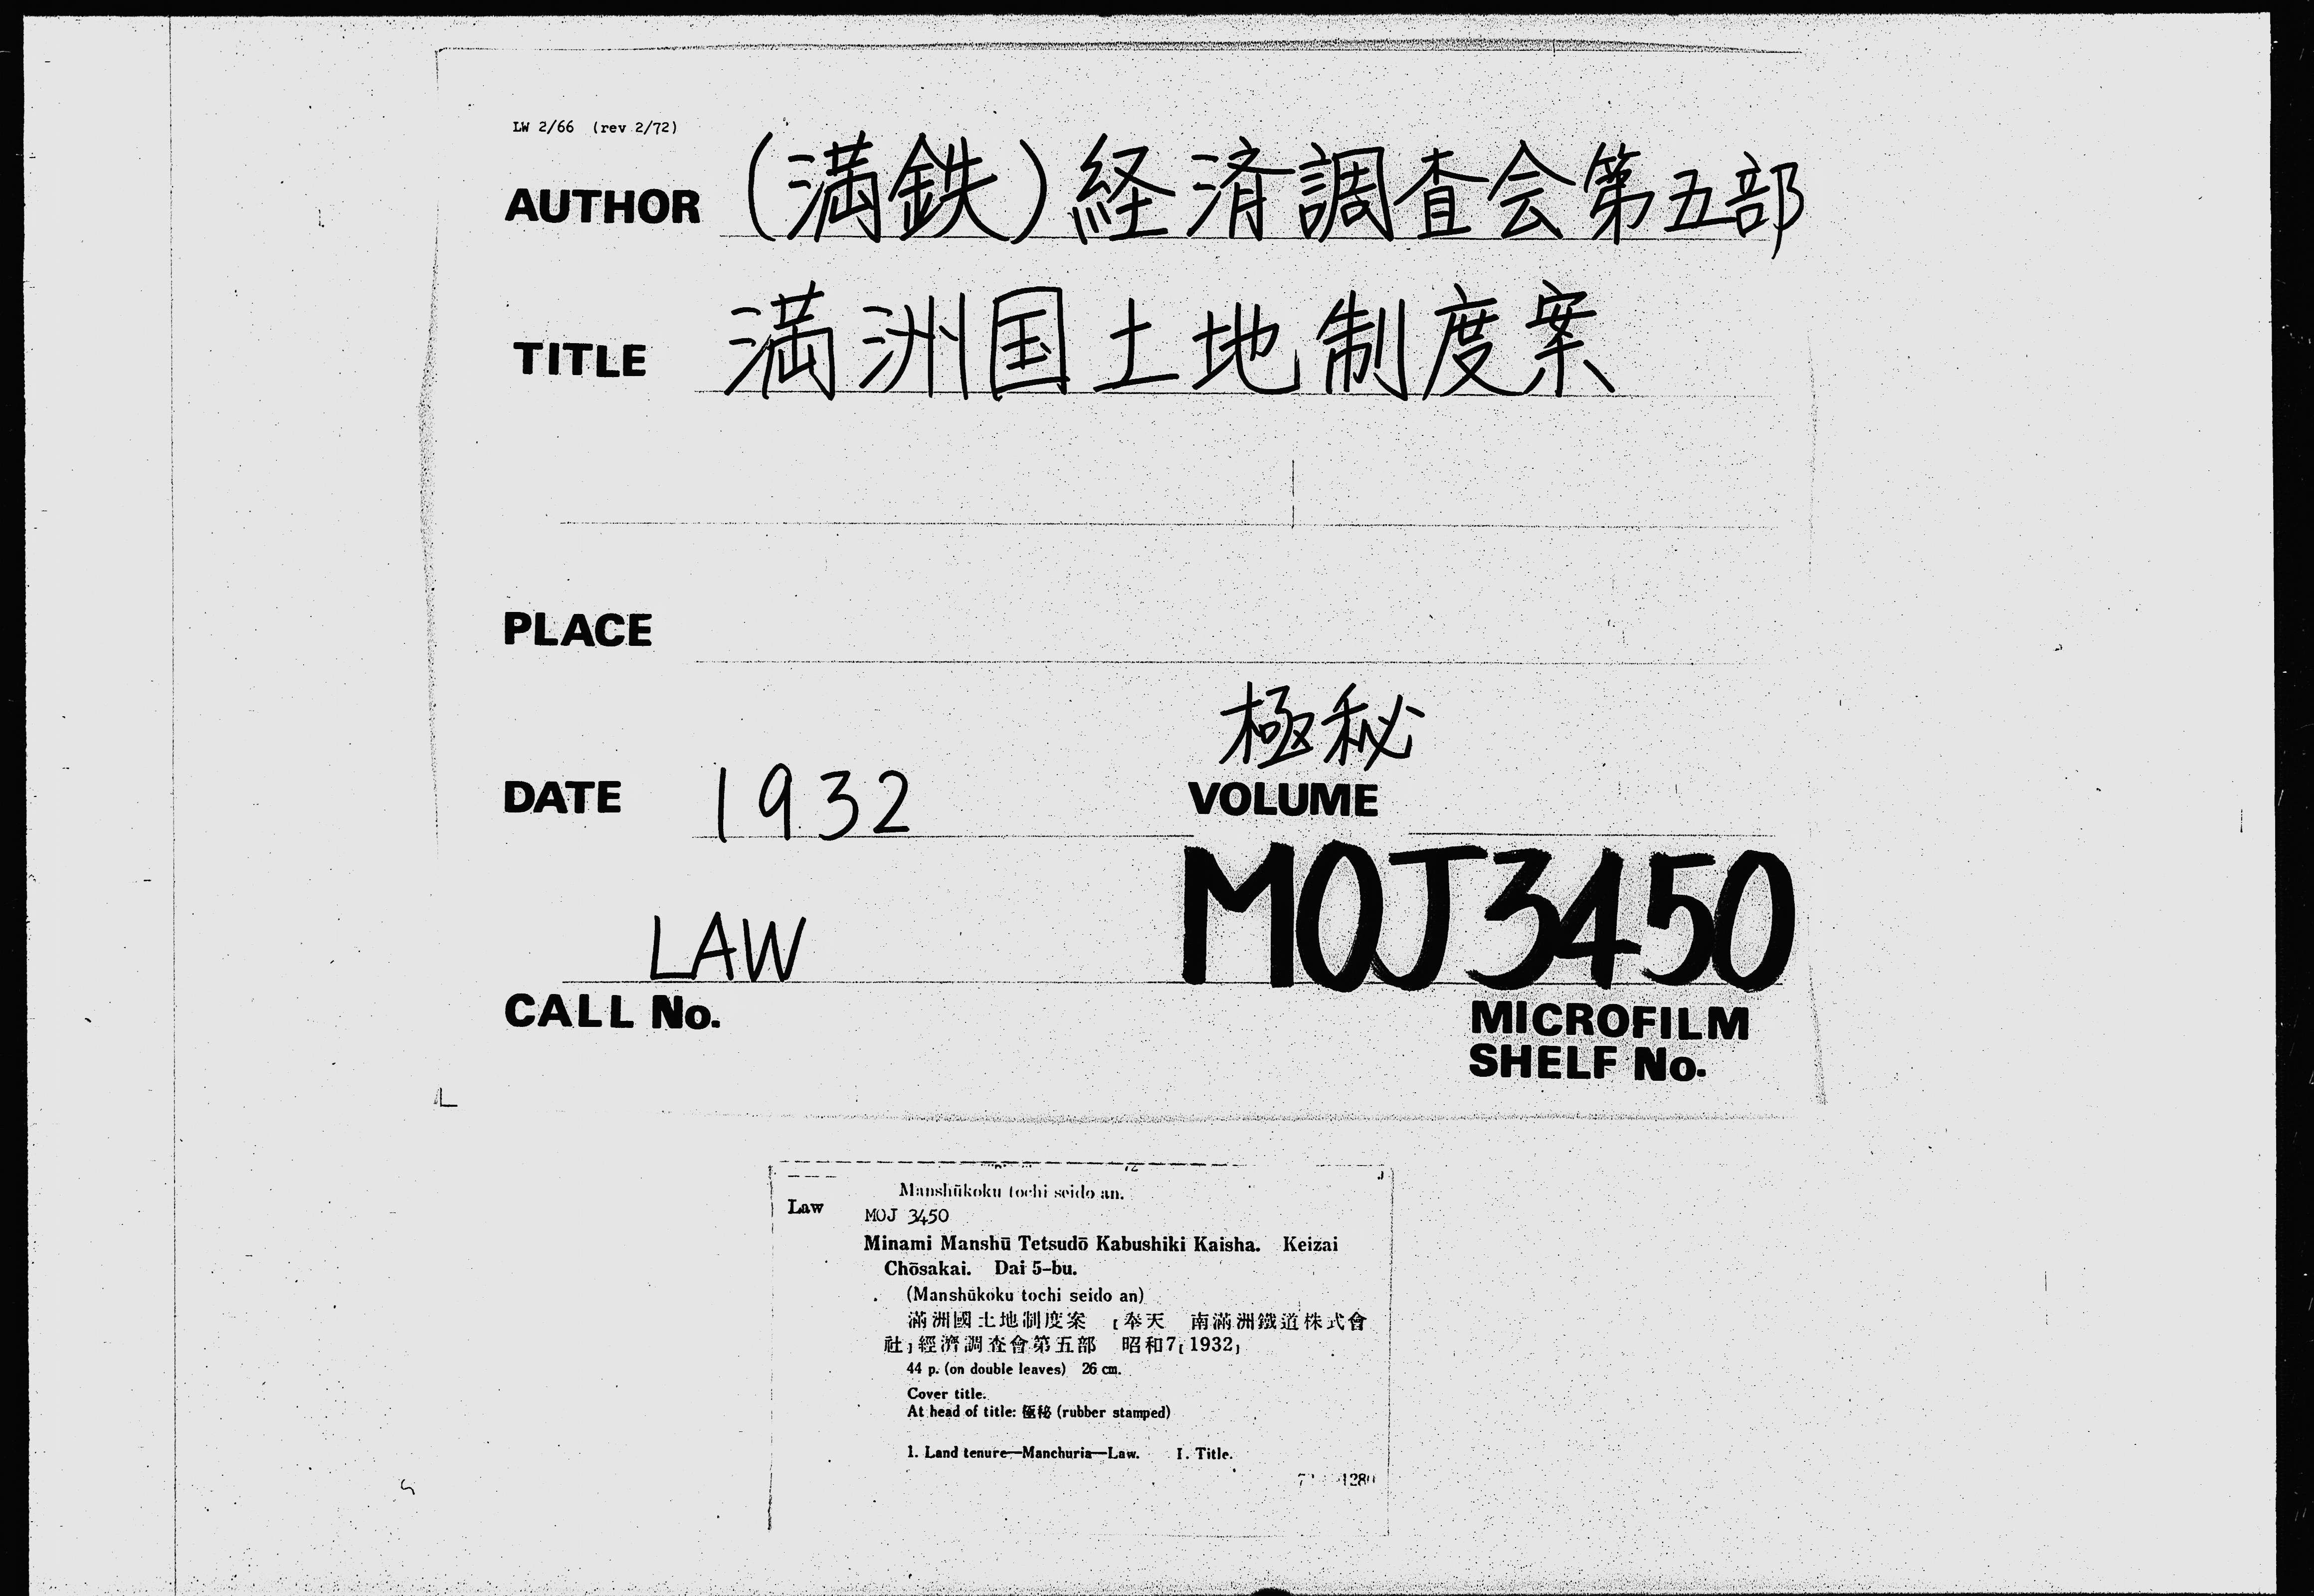 LW 2/66 (rev 2/72)
AUTHOR (満鉄)経済調査会第五部
TITLE 満洲国土地制度案
PLACE
極秘
DATE 1932 VOLUME
LAW MOJ3450
CALL No. MICROFILM
SHELF No.
Manshūkoku tochi seido an.
Law
MOJ 3450
Minami Manshū Tetsudō Kabushiki Kaisha. Keizai
Chōsakai. Dai 5-bu.
(Manshūkoku tochi seido an)
滿洲國土地制度案 [奉天 南滿洲鐵道株式會
社] 經濟調査會第五部 昭和7 [1932]
44 p. (on double leaves) 26 cm.
Cover title.
At head of title: 極秘 (rubber stamped)
1. Land tenure—Manchuria—Law. I. Title.